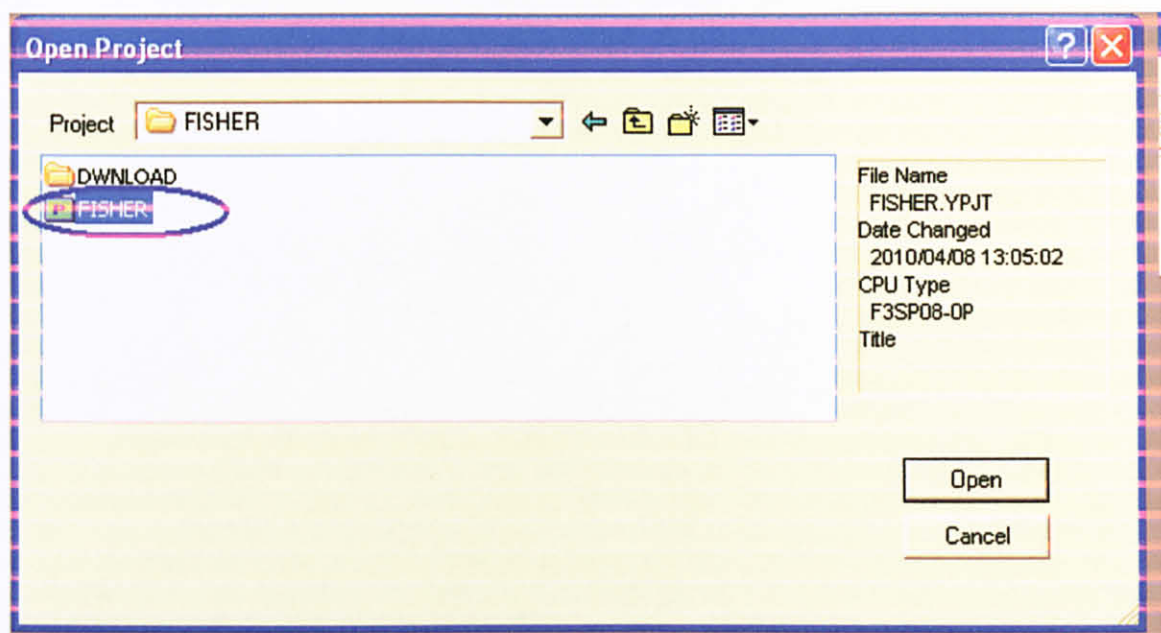 Open Project
Project FISHER
DWNLOAD
P FISHER
File Name
FISHER.YPJT
Date Changed
2010/04/08 13:05:02
CPU Type
F3SP08-0P
Title
Open
Cancel